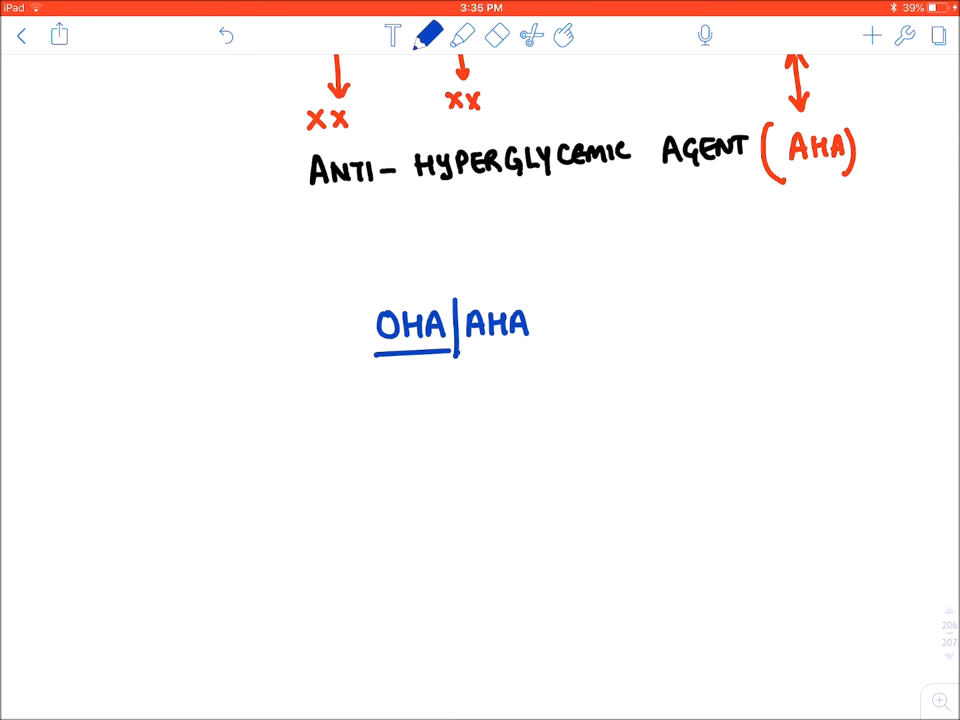 iPad 3:35 PM 39%
T
xx xx
ANTI- HYPERGLYCEMIC AGENT (AHA)
OHA|AHA
206
207